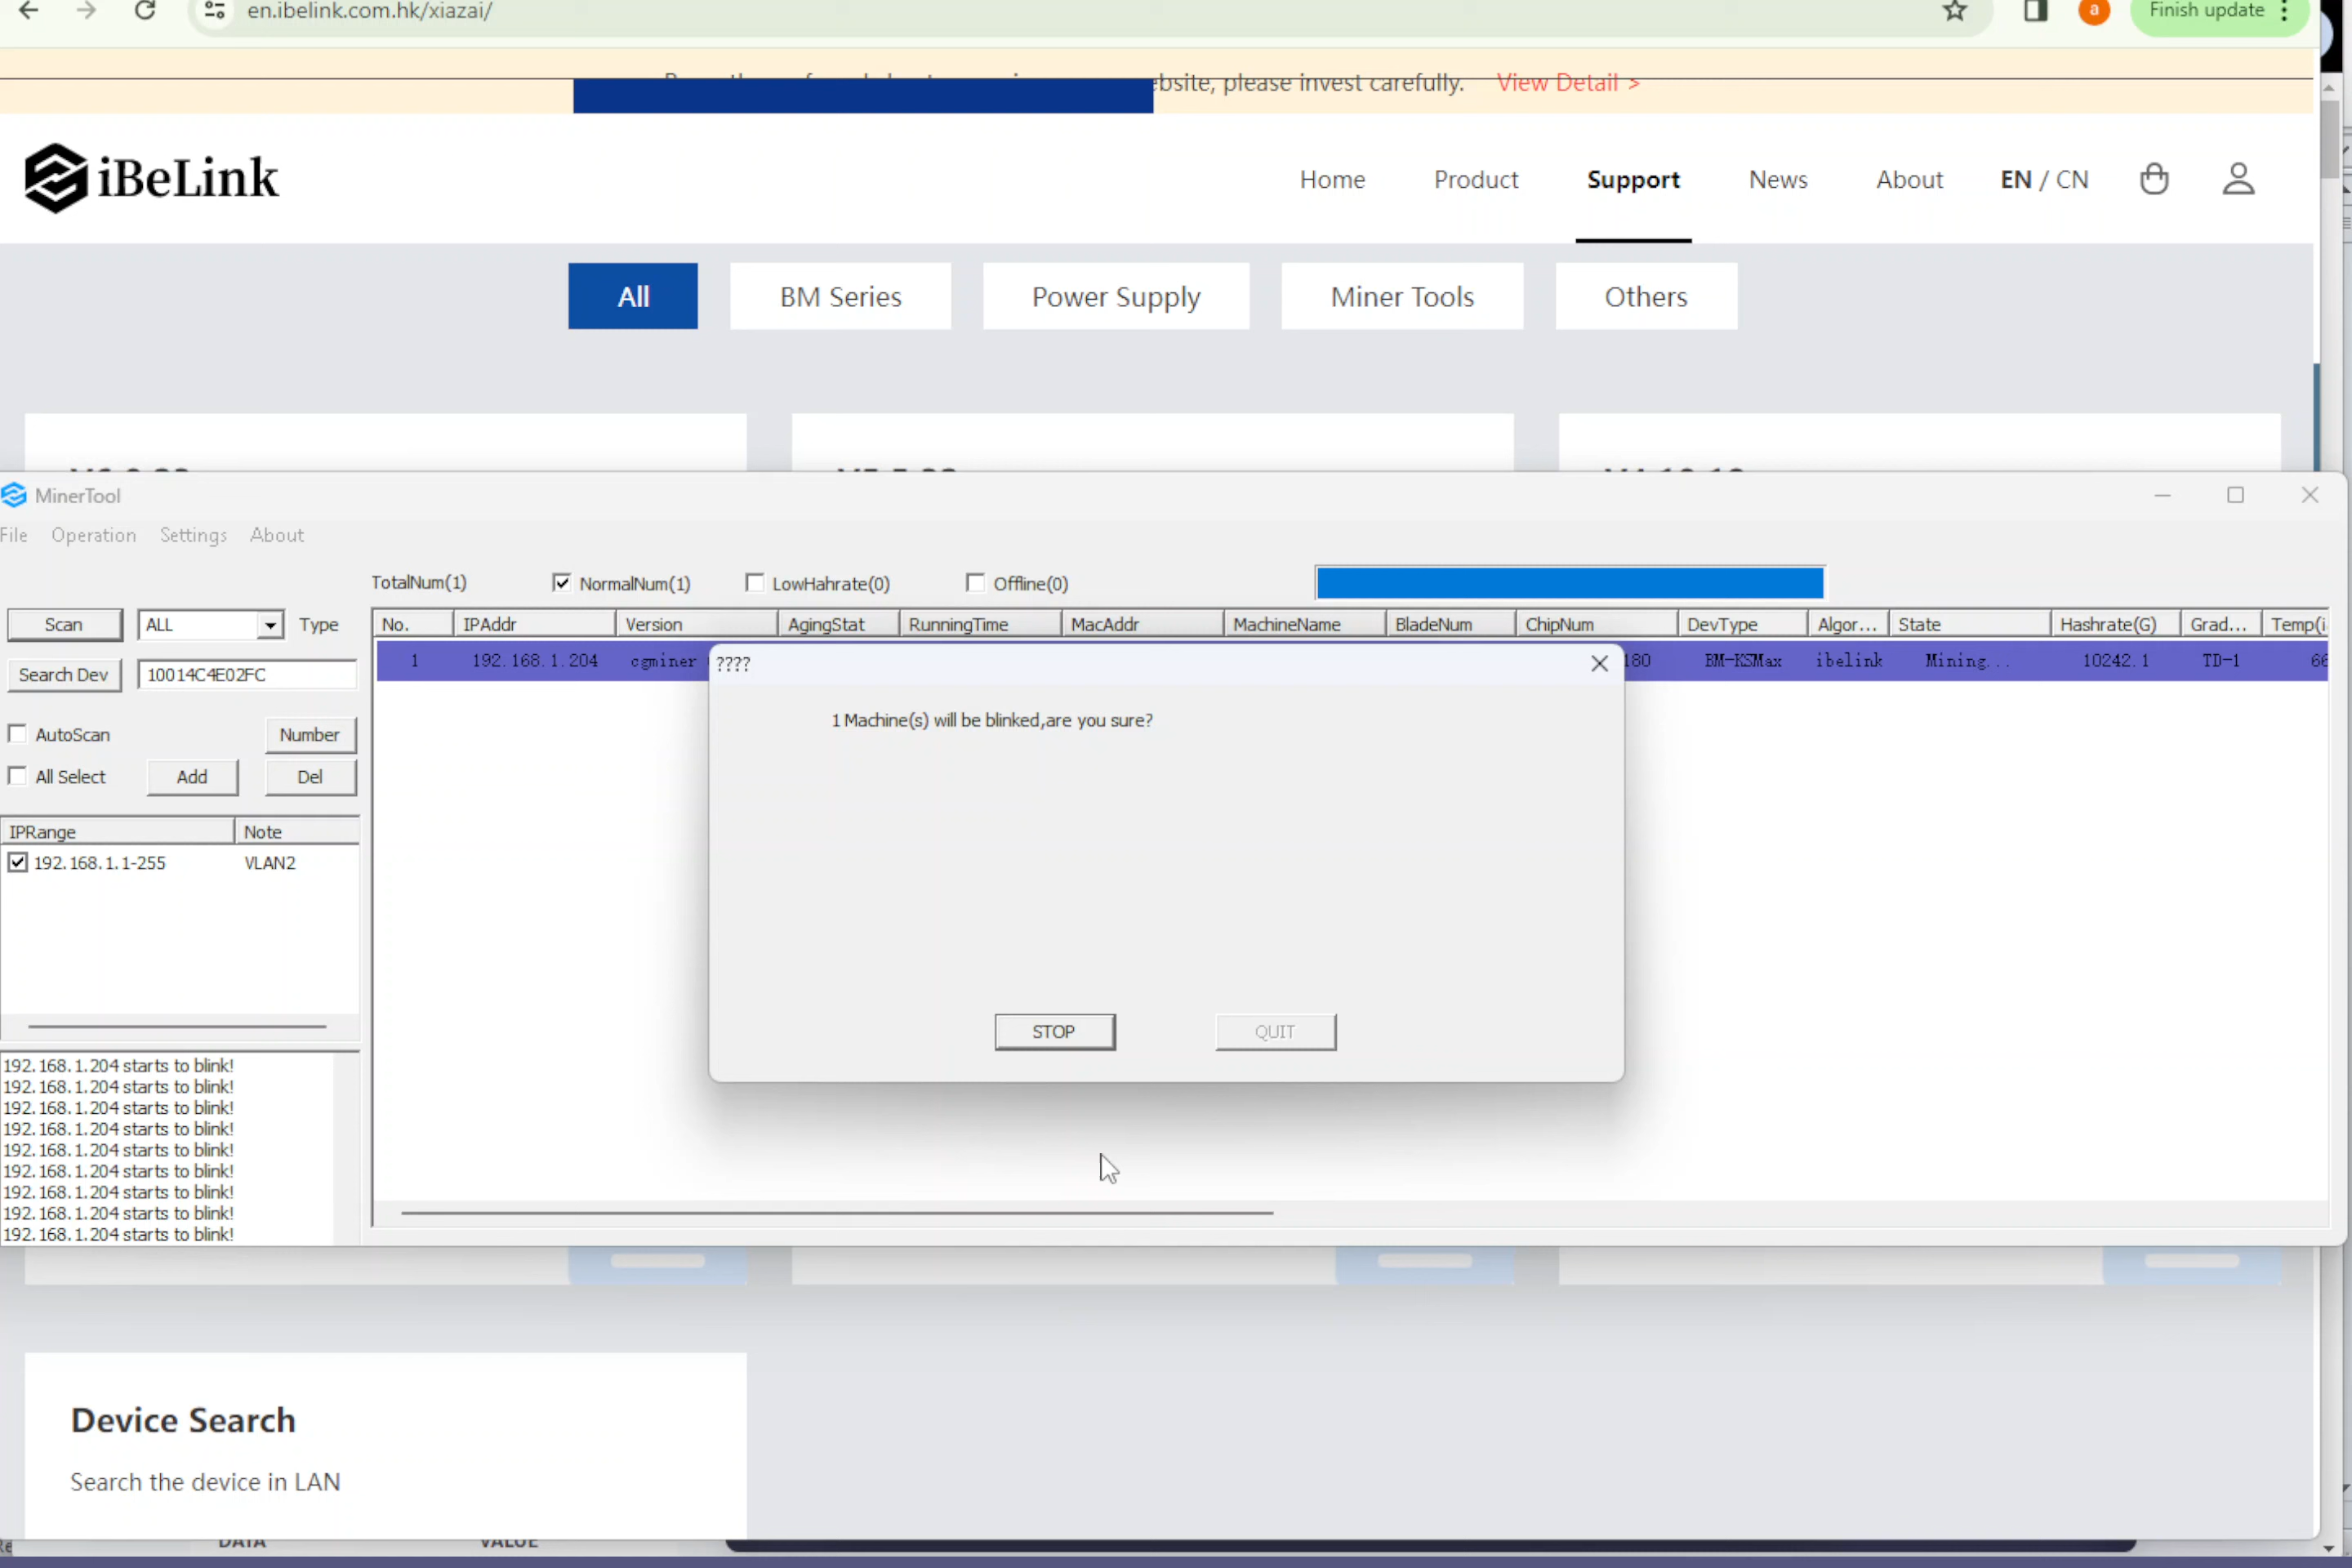 en.ibelink.com.hk/xiazai/
Finish update
a
website, please invest carefully. View Detail >
iBeLink
Home Product Support News About EN / CN
All BM Series Power Supply Miner Tools Others
MinerTool
File Operation Settings About
TotalNum(1) NormalNum(1) LowHahrate(0) Offline(0)
Scan ALL Type
No. IPAddr Version AgingStat RunningTime MacAddr MachineName BladeNum ChipNum DevType Algor... State Hashrate(G) Grad... Temp(i
1 192.168.1.204 cgminer 180 BM-KSMax ibelink Mining... 10242.1 TD-1 66
Search Dev 10014C4E02FC
????
1 Machine(s) will be blinked,are you sure?
STOP QUIT
AutoScan Number
All Select Add Del
IPRange Note
192.168.1.1-255 VLAN2
192.168.1.204 starts to blink!
192.168.1.204 starts to blink!
192.168.1.204 starts to blink!
192.168.1.204 starts to blink!
192.168.1.204 starts to blink!
192.168.1.204 starts to blink!
192.168.1.204 starts to blink!
192.168.1.204 starts to blink!
192.168.1.204 starts to blink!
Device Search
Search the device in LAN
DATA VALUE